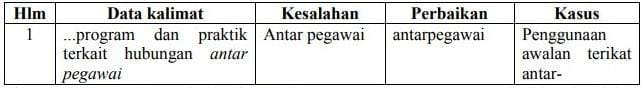 Hlm Data kalimat Kesalahan Perbaikan Kasus
1 ...program dan praktik Antar pegawai antarpegawai Penggunaan
terkait hubungan antar awalan terikat
pegawai antar-